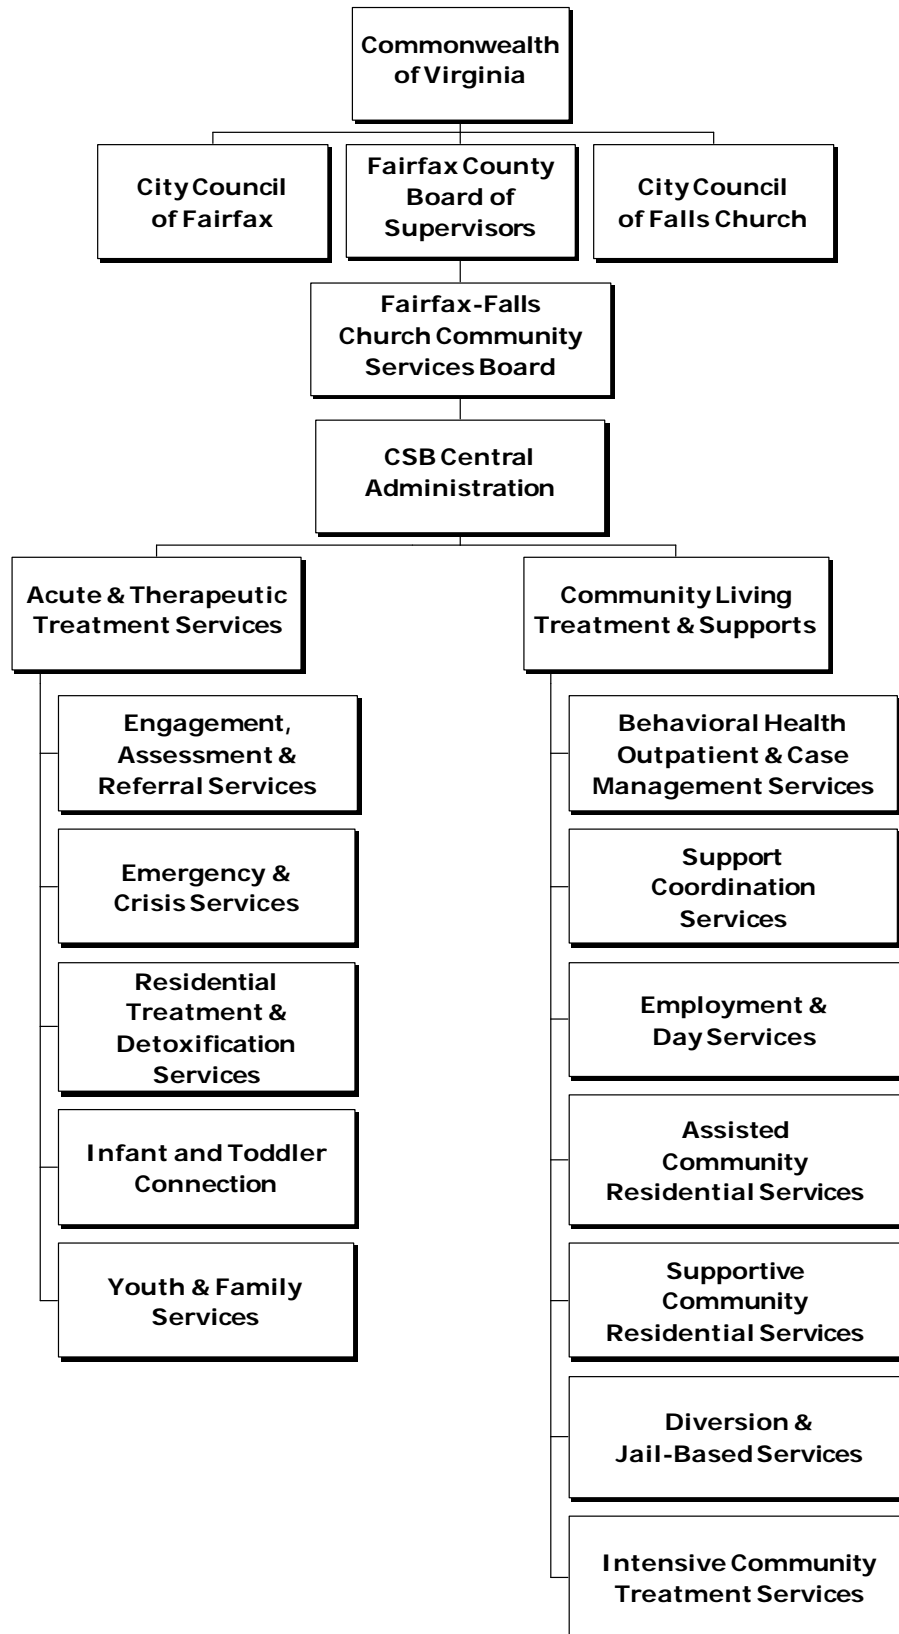 Commonwealth
of Virginia
City Council
of Fairfax
Fairfax County
Board of
Supervisors
City Council
of Falls Church
Fairfax-Falls
Church Community
Services Board
CSB Central
Administration
Acute & Therapeutic
Treatment Services
Community Living
Treatment & Supports
Engagement,
Assessment &
Referral Services
Emergency &
Crisis Services
Residential
Treatment &
Detoxification
Services
Infant and Toddler
Connection
Youth & Family
Services
Behavioral Health
Outpatient & Case
Management Services
Support
Coordination
Services
Employment &
Day Services
Assisted
Community
Residential Services
Supportive
Community
Residential Services
Diversion &
Jail-Based Services
Intensive Community
Treatment Services